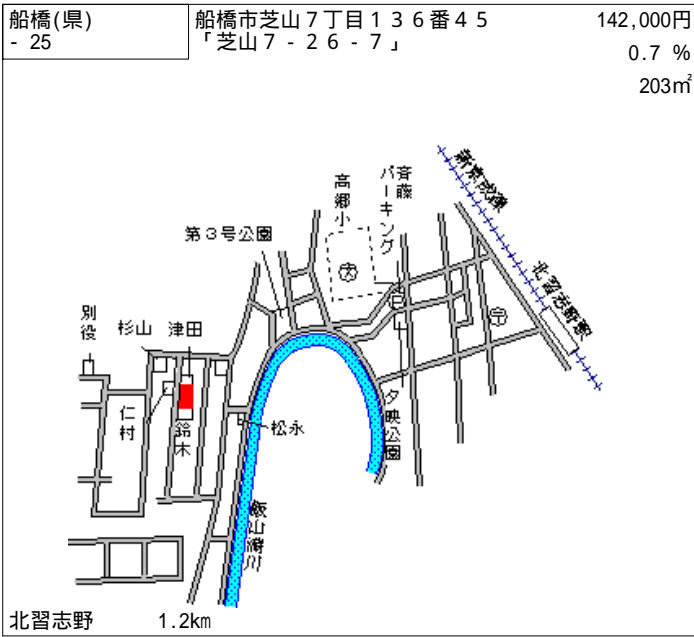 船橋(県)
- 25
船橋市芝山７丁目１３６番４５
「芝山７‐２６‐７」
142,000円
0.7 %
203㎡
新京成線
北習志野駅
斉藤
パーキング
高郷小
第３号公園
別役
杉山
津田
仁村
鈴木
松永
夕映公園
飯山満川
北習志野 1.2km